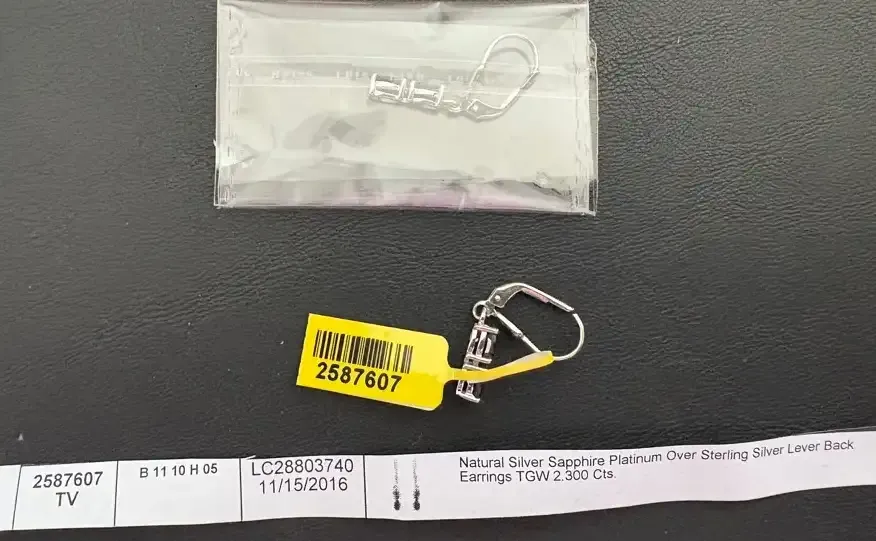 2587607
2587607
TV
B 11 10 H 05
LC28803740
11/15/2016
Natural Silver Sapphire Platinum Over Sterling Silver Lever Back
Earrings TGW 2.300 Cts.